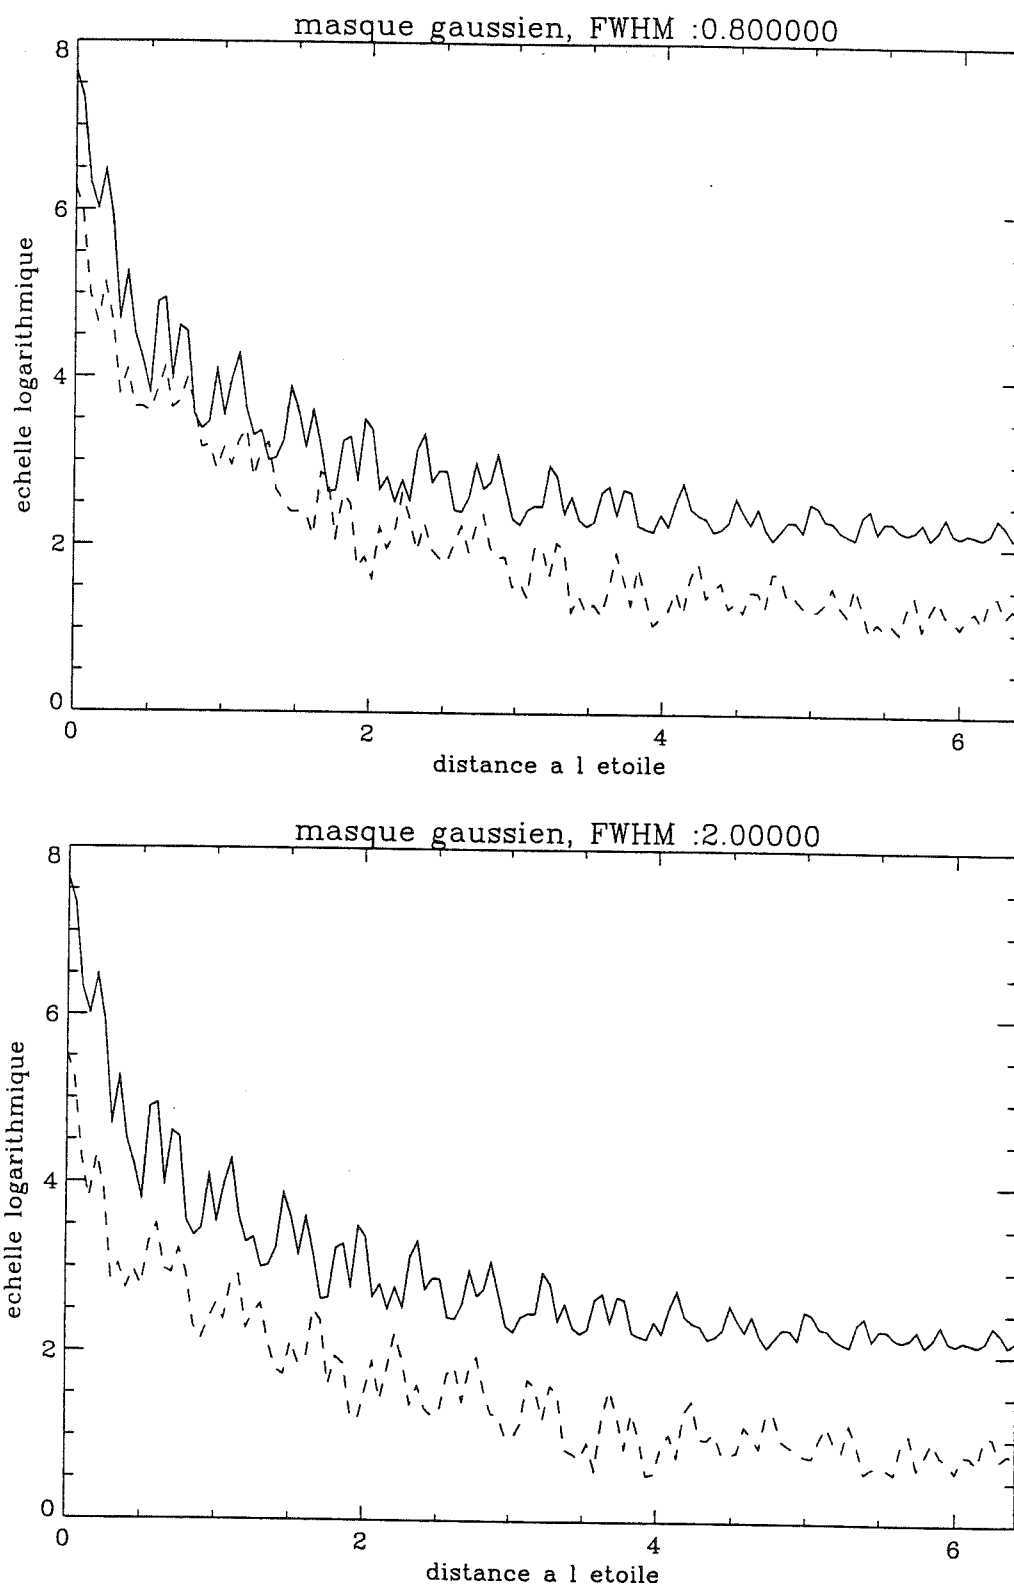 masque gaussien, FWHM :0.800000
8
6
4
2
0
echelle logarithmique
0 2 4 6
distance a l etoile
masque gaussien, FWHM :2.00000
8
6
4
2
0
echelle logarithmique
0 2 4 6
distance a l etoile